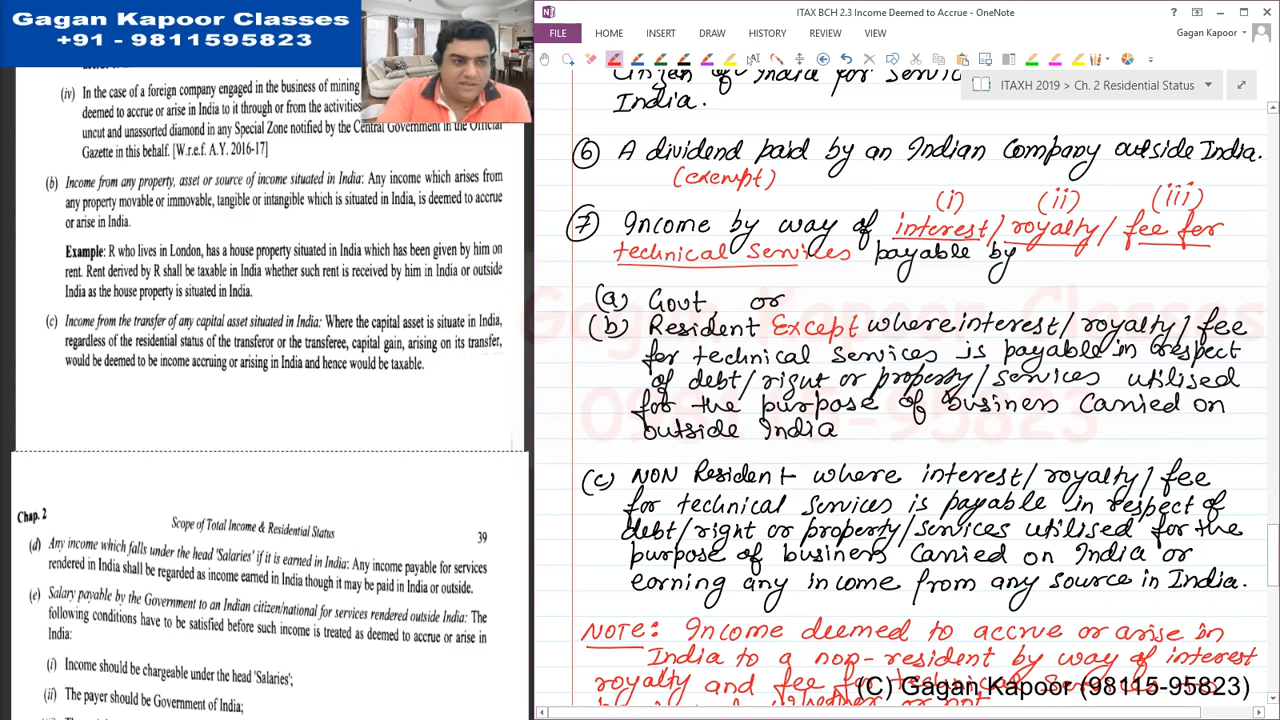 Gagan Kapoor Classes
+91 - 9811595823
(iv) In the case of a foreign company engaged in the business of mining
deemed to accrue or arise in India to it through or from the activities
uncut and unassorted diamond in any Special Zone notified by the Central Government in the Official
Gazette in this behalf. [W.r.e.f. A.Y. 2016-17]
(b) Income from any property, asset or source of income situated in India: Any income which arises from
any property movable or immovable, tangible or intangible which is situated in India, is deemed to accrue
or arise in India.
Example: R who lives in London, has a house property situated in India which has been given by him on
rent. Rent derived by R shall be taxable in India whether such rent is received by him in India or outside
India as the house property is situated in India.
(c) Income from the transfer of any capital asset situated in India: Where the capital asset is situate in India,
regardless of the residential status of the transferor or the transferee, capital gain, arising on its transfer,
would be deemed to be income accruing or arising in India and hence would be taxable.
Chap. 2
Scope of Total Income & Residential Status
39
(d) Any income which falls under the head 'Salaries' if it is earned in India: Any income payable for services
rendered in India shall be regarded as income earned in India though it may be paid in India or outside.
(e) Salary payable by the Government to an Indian citizen/national for services rendered outside India: The
following conditions have to be satisfied before such income is treated as deemed to accrue or arise in
India:
(i) Income should be chargeable under the head 'Salaries';
(ii) The payer should be Government of India;
ITAX BCH 2.3 Income Deemed to Accrue - OneNote
FILE HOME INSERT DRAW HISTORY REVIEW VIEW
Gagan Kapoor
ITAXH 2019 > Ch. 2 Residential Status
Citizen of India for Servic
India.
(6) A dividend paid by an Indian Company outside India.
(exempt)
(i) (ii) (iii)
(7) Income by way of interest/ royalty/ fee for
technical Services payable by
(a) Govt, or
(b) Resident Except where interest/ royalty/ fee
for technical Services is payable in respect
of debt/right or property/services utilised
for the purpose of business Carried on
outside India
(c) NON Resident where interest/ royalty/ fee
for technical Services is payable in respect of
debt/right or property/services utilised for the
purpose of business Carried on India or
earning any income from any source in India.
NOTE: Income deemed to accrue or arise in
India to a non-resident by way of interest
royalty and fee for technical Services
whether or not
(C) Gagan Kapoor (98115-95823)